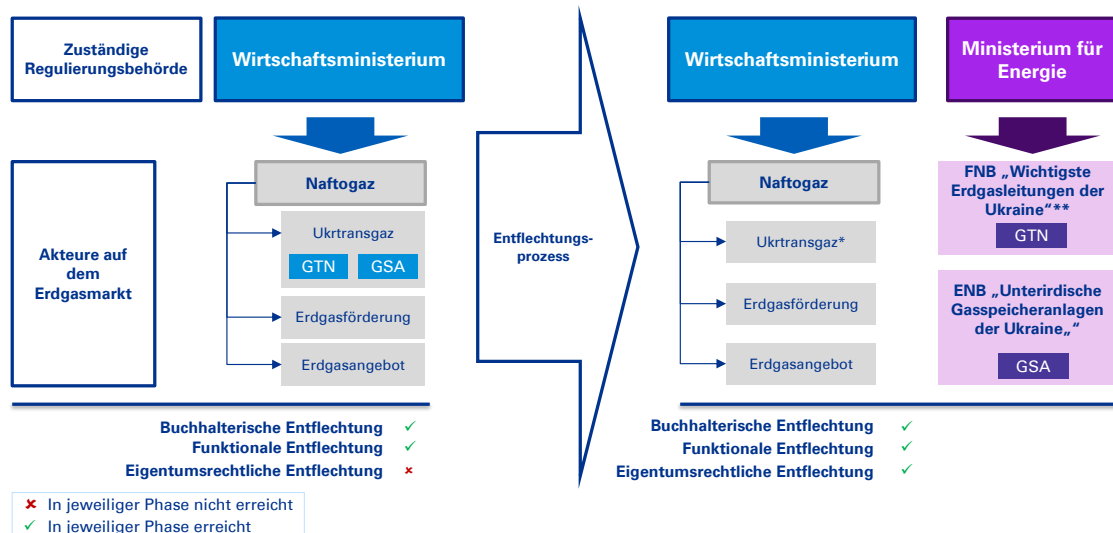 Zuständige
Regulierungsbehörde
Wirtschaftsministerium
Wirtschaftsministerium
Ministerium für
Energie
Akteure auf
dem
Erdgasmarkt
Naftogaz
Ukrtransgaz
GTN
GSA
Erdgasförderung
Erdgasangebot
Entflechtungs-
prozess
Naftogaz
Ukrtransgaz*
Erdgasförderung
Erdgasangebot
FNB „Wichtigste
Erdgasleitungen der
Ukraine“**
GTN
ENB „Unterirdische
Gasspeicheranlagen
der Ukraine„“
GSA
Buchhalterische Entflechtung ✓
Funktionale Entflechtung ✓
Eigentumsrechtliche Entflechtung ✘
Buchhalterische Entflechtung ✓
Funktionale Entflechtung ✓
Eigentumsrechtliche Entflechtung ✓
✘ In jeweiliger Phase nicht erreicht
✓ In jeweiliger Phase erreicht